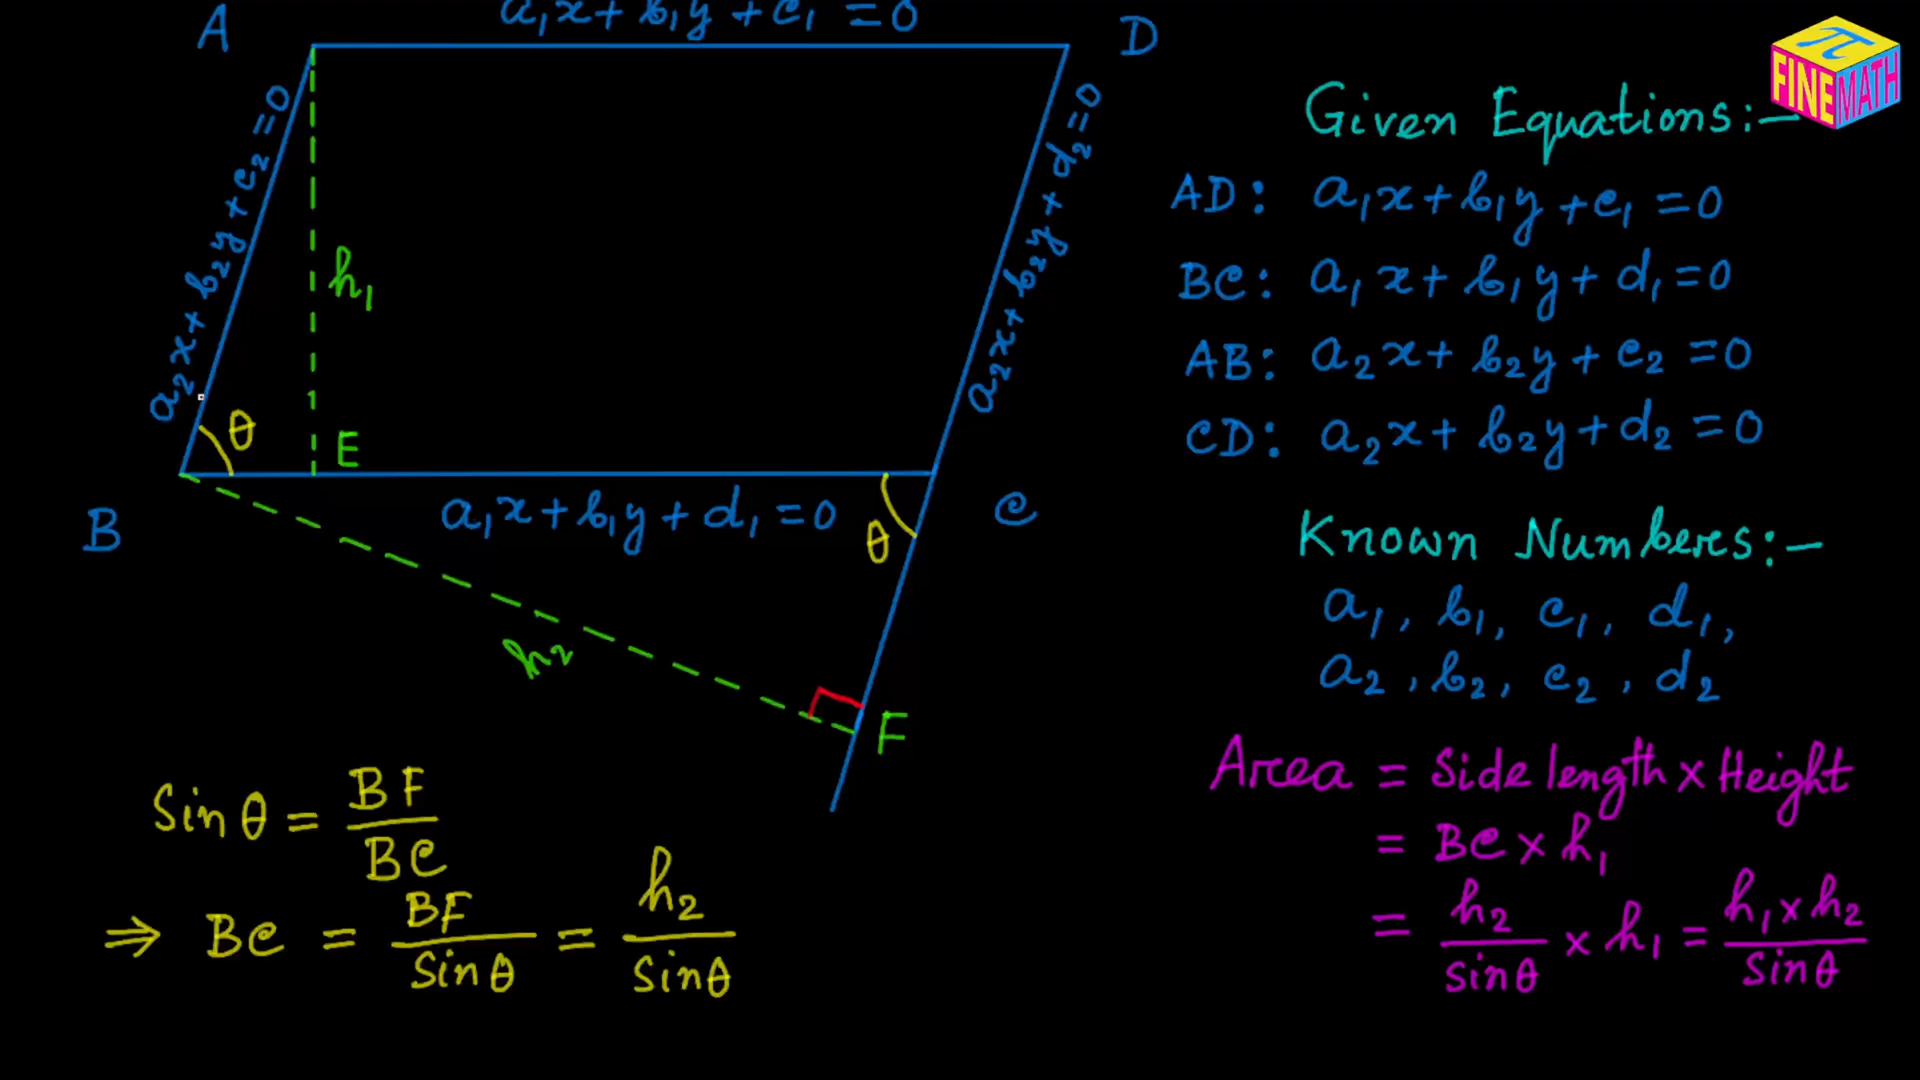 A
a₁x + b₁y + c₁ = 0
D
a₂x + b₂y + c₂ = 0
h₁
a₂x + b₂y + d₂ = 0
θ
E
B
a₁x + b₁y + d₁ = 0
θ
C
h₂
F
Sinθ = BF/BC
⇒ BC = BF/Sinθ = h₂/Sinθ
π
FINE MATH
Given Equations:-
AD: a₁x + b₁y + c₁ = 0
BC: a₁x + b₁y + d₁ = 0
AB: a₂x + b₂y + c₂ = 0
CD: a₂x + b₂y + d₂ = 0
Known Numbers:-
a₁, b₁, c₁, d₁,
a₂, b₂, c₂, d₂
Area = Side length × Height
= BC × h₁
= h₂/Sinθ × h₁ = h₁ × h₂/Sinθ